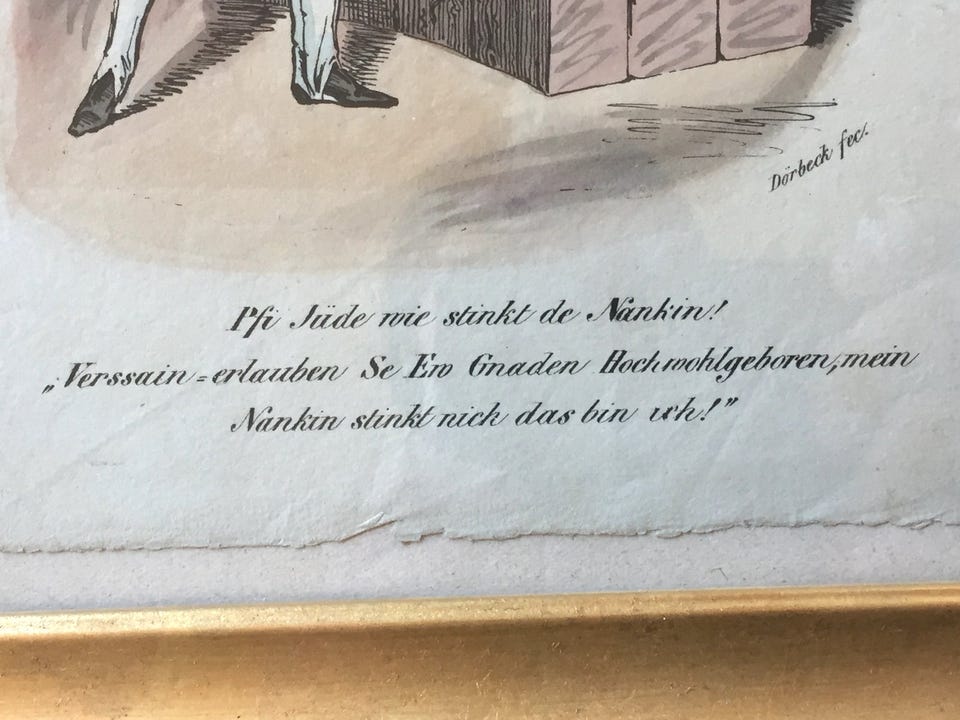 Dörbeck fec.
Pfi Jüde wie stinkt de Nankin!
„Verssain=erlauben Se Ew Gnaden Hochwohlgeboren, mein
Nankin stinkt nich das bin ich!”